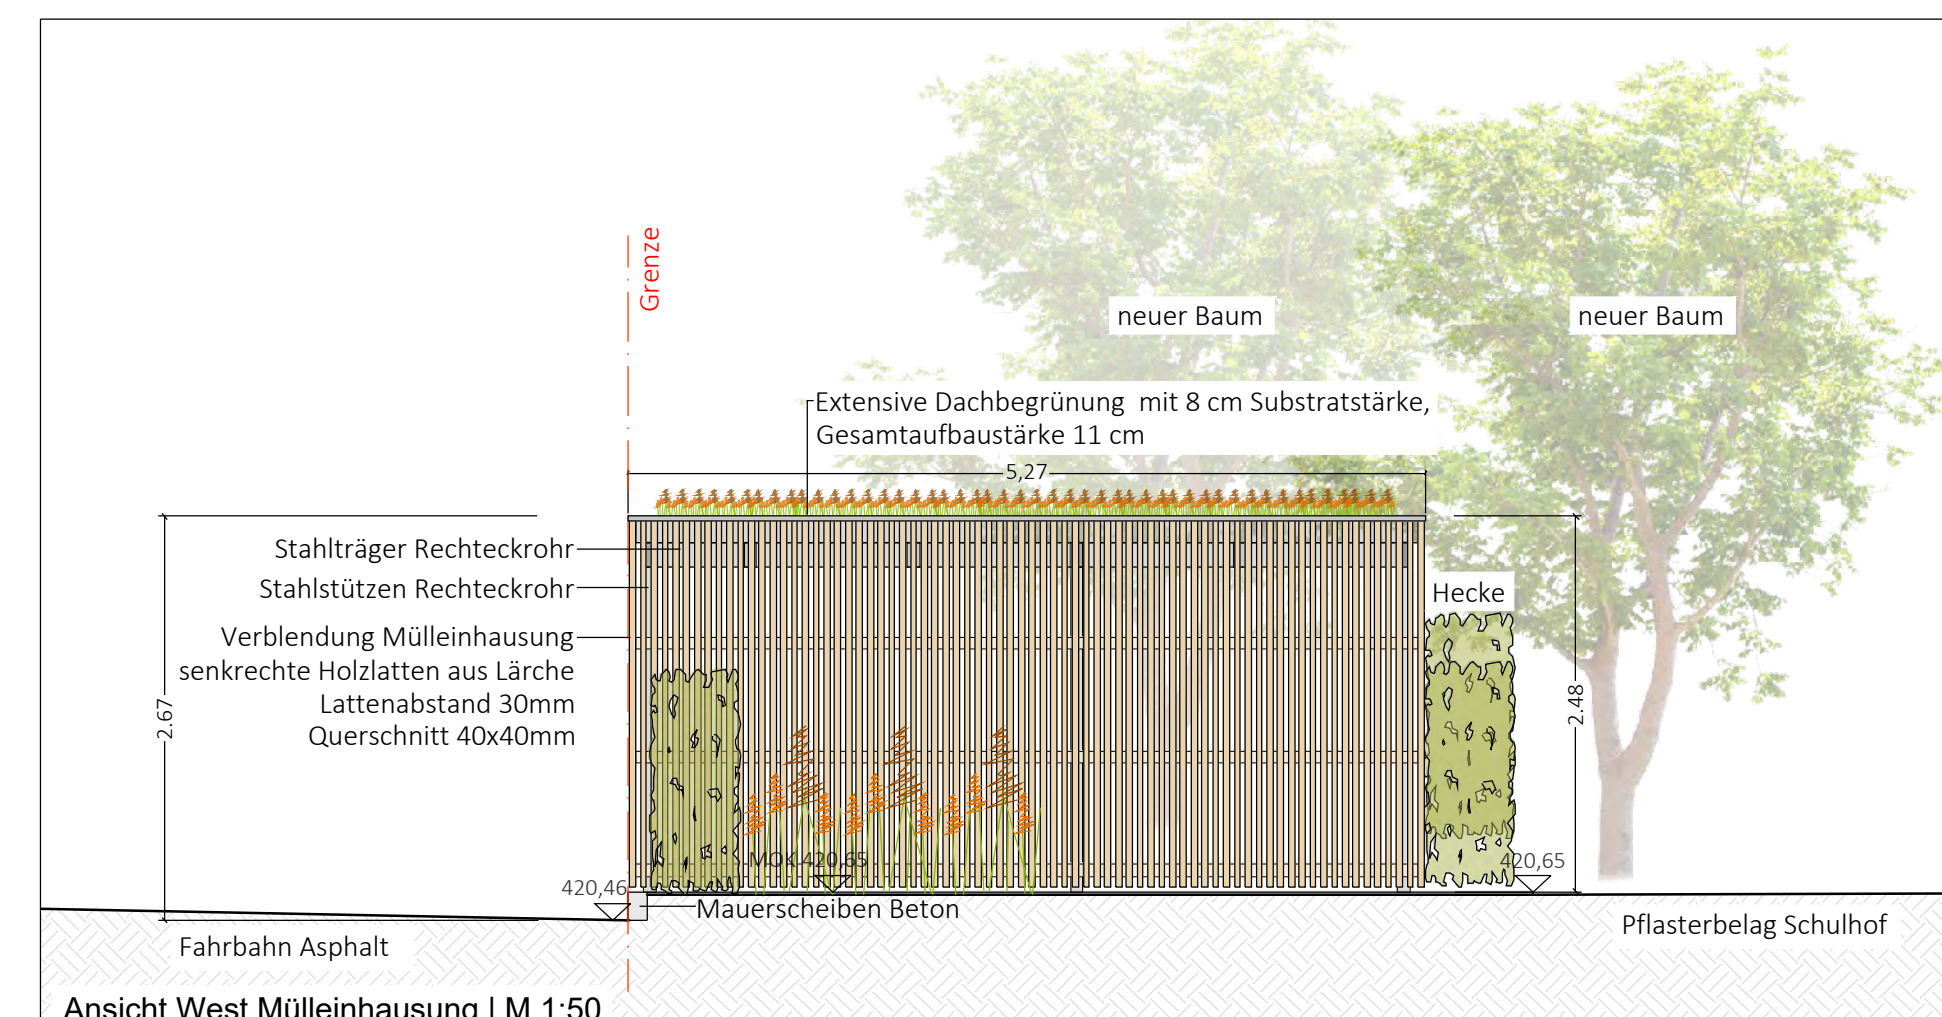 Grenze
neuer Baum
neuer Baum
Extensive Dachbegrünung mit 8 cm Substratstärke,
Gesamtaufbaustärke 11 cm
5,27
Stahlträger Rechteckrohr
Stahlstützen Rechteckrohr
Verblendung Mülleinhausung
senkrechte Holzlatten aus Lärche
Lattenabstand 30mm
Querschnitt 40x40mm
Hecke
2.67
2.48
MOK 420,65
420,65
420,46
Mauerscheiben Beton
Pflasterbelag Schulhof
Fahrbahn Asphalt
Ansicht West Mülleinhausung | M 1:50